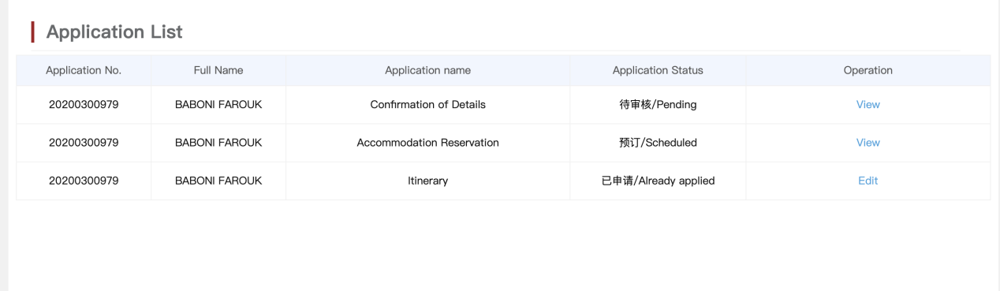 Application List
Application No. Full Name Application name Application Status Operation
20200300979 BABONI FAROUK Confirmation of Details 待审核/Pending View
20200300979 BABONI FAROUK Accommodation Reservation 预订/Scheduled View
20200300979 BABONI FAROUK Itinerary 已申请/Already applied Edit